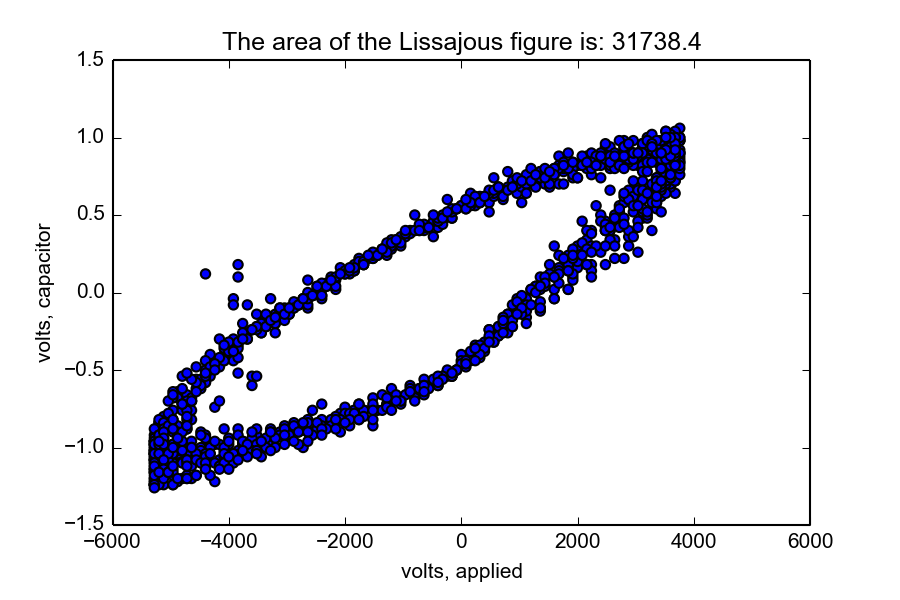 The area of the Lissajous figure is: 31738.4
1.5
1.0
0.5
0.0
−0.5
−1.0
−1.5
volts, capacitor
−6000 −4000 −2000 0 2000 4000 6000
volts, applied